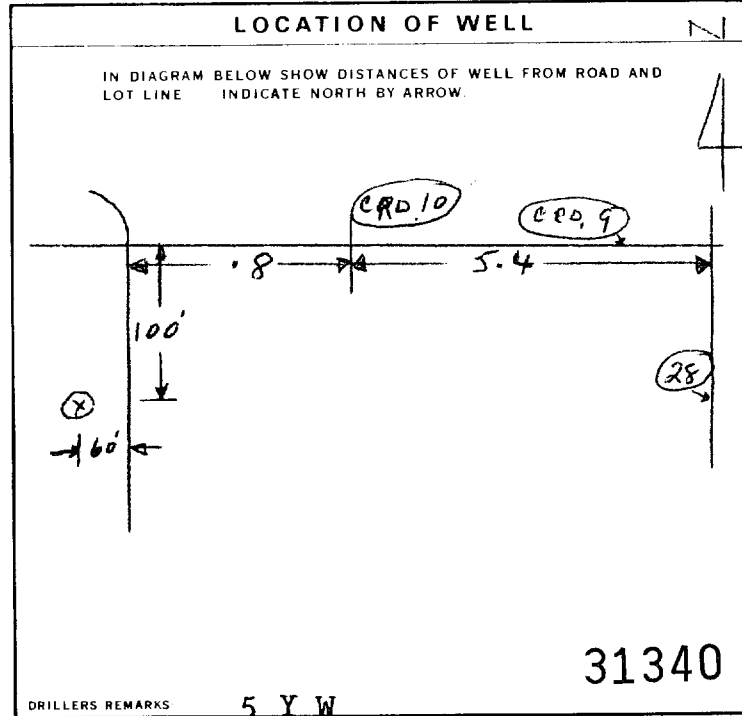 LOCATION OF WELL
N
IN DIAGRAM BELOW SHOW DISTANCES OF WELL FROM ROAD AND
LOT LINE INDICATE NORTH BY ARROW.
CRD. 10
CRD. 9
.8
5.4
100'
28
X
60'
31340
DRILLERS REMARKS 5 Y W